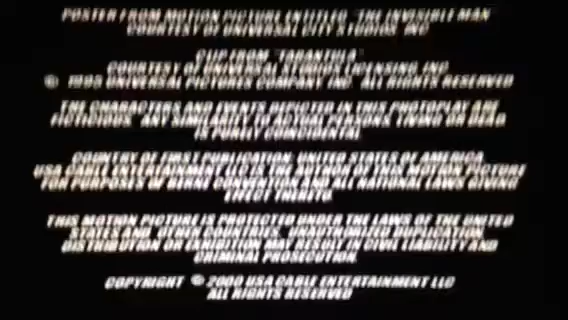 POSTER FROM MOTION PICTURE ENTITLED "THE INVISIBLE MAN"
COURTESY OF UNIVERSAL CITY STUDIOS, INC.
CLIP FROM "TARANTULA"
COURTESY OF UNIVERSAL STUDIOS LICENSING, INC.
© 1995 UNIVERSAL PICTURES COMPANY INC. ALL RIGHTS RESERVED
THE CHARACTERS AND EVENTS DEPICTED IN THIS PHOTOPLAY ARE
FICTITIOUS. ANY SIMILARITY TO ACTUAL PERSONS, LIVING OR DEAD
IS PURELY COINCIDENTAL.
COUNTRY OF FIRST PUBLICATION: UNITED STATES OF AMERICA.
USA CABLE ENTERTAINMENT LLC IS THE AUTHOR OF THIS MOTION PICTURE
FOR PURPOSES OF BERNE CONVENTION AND ALL NATIONAL LAWS GIVING
EFFECT THERETO.
THIS MOTION PICTURE IS PROTECTED UNDER THE LAWS OF THE UNITED
STATES AND OTHER COUNTRIES. UNAUTHORIZED DUPLICATION,
DISTRIBUTION OR EXHIBITION MAY RESULT IN CIVIL LIABILITY AND
CRIMINAL PROSECUTION.
COPYRIGHT © 2000 USA CABLE ENTERTAINMENT LLC
ALL RIGHTS RESERVED